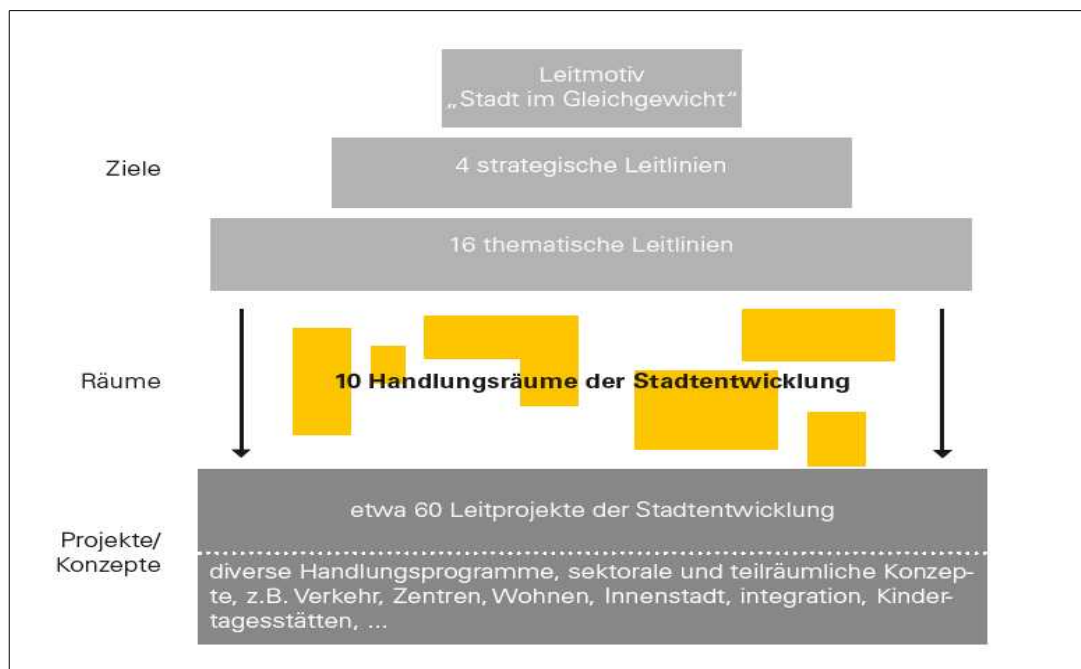 Leitmotiv
„Stadt im Gleichgewicht“
Ziele
4 strategische Leitlinien
16 thematische Leitlinien
Räume
10 Handlungsräume der Stadtentwicklung
etwa 60 Leitprojekte der Stadtentwicklung
Projekte/
Konzepte
diverse Handlungsprogramme, sektorale und teilräumliche Konzep-
te, z.B. Verkehr, Zentren, Wohnen, Innenstadt, integration, Kinder-
tagesstätten, ...